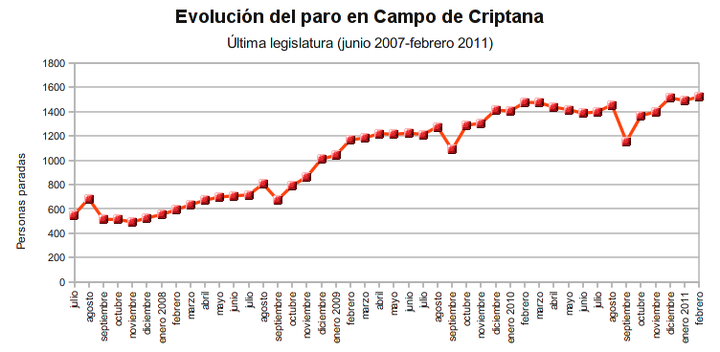 Evolución del paro en Campo de Criptana
Última legislatura (junio 2007-febrero 2011)
Personas paradas
1800
1600
1400
1200
1000
800
600
400
200
0
julio
agosto
septiembre
octubre
noviembre
diciembre
enero 2008
febrero
marzo
abril
mayo
junio
julio
agosto
septiembre
octubre
noviembre
diciembre
enero 2009
febrero
marzo
abril
mayo
junio
julio
agosto
septiembre
octubre
noviembre
diciembre
enero 2010
febrero
marzo
abril
mayo
junio
julio
agosto
septiembre
octubre
noviembre
diciembre
enero 2011
febrero